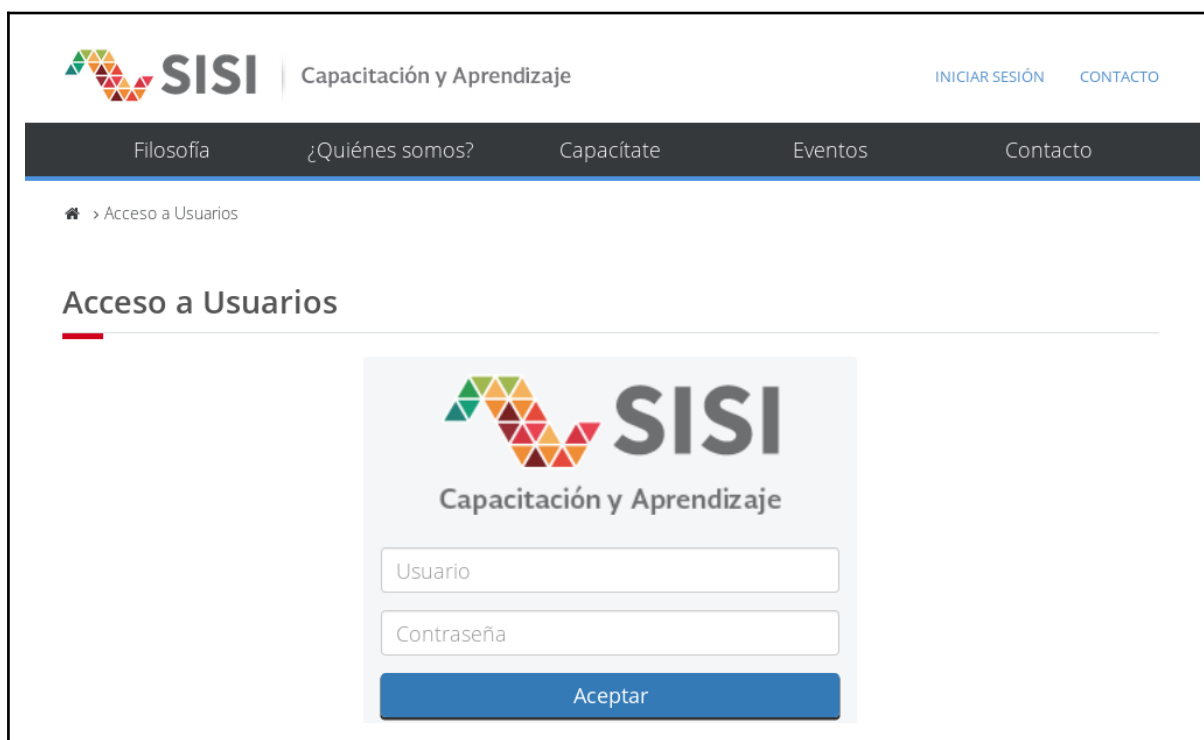 SISI Capacitación y Aprendizaje INICIAR SESIÓN CONTACTO
Filosofía ¿Quiénes somos? Capacítate Eventos Contacto
› Acceso a Usuarios
Acceso a Usuarios
SISI
Capacitación y Aprendizaje
Usuario
Contraseña
Aceptar